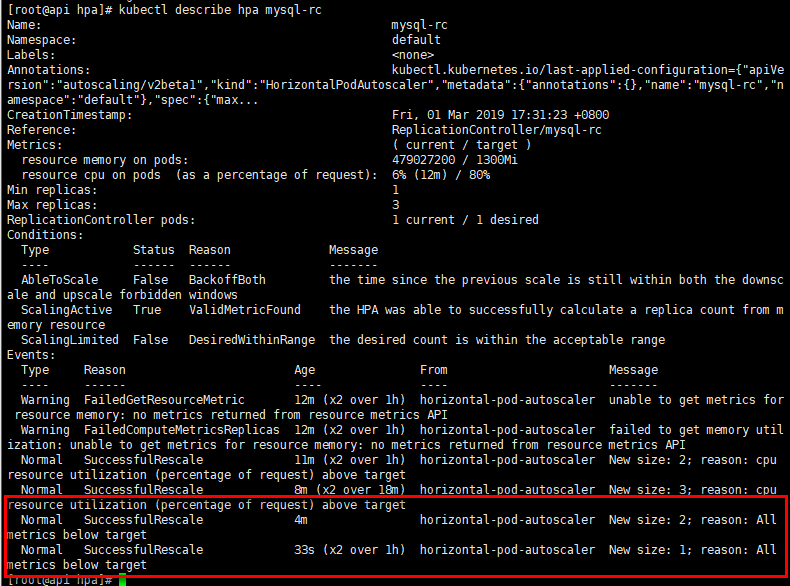 [root@api hpa]# kubectl describe hpa mysql-rc
Name: mysql-rc
Namespace: default
Labels: <none>
Annotations: kubectl.kubernetes.io/last-applied-configuration={"apiVe
rsion":"autoscaling/v2beta1","kind":"HorizontalPodAutoscaler","metadata":{"annotations":{},"name":"mysql-rc","n
amespace":"default"},"spec":{"max...
CreationTimestamp: Fri, 01 Mar 2019 17:31:23 +0800
Reference: ReplicationController/mysql-rc
Metrics: ( current / target )
resource memory on pods: 479027200 / 1300Mi
resource cpu on pods (as a percentage of request): 6% (12m) / 80%
Min replicas: 1
Max replicas: 3
ReplicationController pods: 1 current / 1 desired
Conditions:
Type Status Reason Message
---- ------ ------ -------
AbleToScale False BackoffBoth the time since the previous scale is still within both the downsc
ale and upscale forbidden windows
ScalingActive True ValidMetricFound the HPA was able to successfully calculate a replica count from m
emory resource
ScalingLimited False DesiredWithinRange the desired count is within the acceptable range
Events:
Type Reason Age From Message
---- ------ ---- ---- -------
Warning FailedGetResourceMetric 12m (x2 over 1h) horizontal-pod-autoscaler unable to get metrics for
resource memory: no metrics returned from resource metrics API
Warning FailedComputeMetricsReplicas 12m (x2 over 1h) horizontal-pod-autoscaler failed to get memory util
ization: unable to get metrics for resource memory: no metrics returned from resource metrics API
Normal SuccessfulRescale 11m (x2 over 1h) horizontal-pod-autoscaler New size: 2; reason: cpu
resource utilization (percentage of request) above target
Normal SuccessfulRescale 8m (x2 over 18m) horizontal-pod-autoscaler New size: 3; reason: cpu
resource utilization (percentage of request) above target
Normal SuccessfulRescale 4m horizontal-pod-autoscaler New size: 2; reason: All
metrics below target
Normal SuccessfulRescale 33s (x2 over 1h) horizontal-pod-autoscaler New size: 1; reason: All
metrics below target
[root@api hpa]#